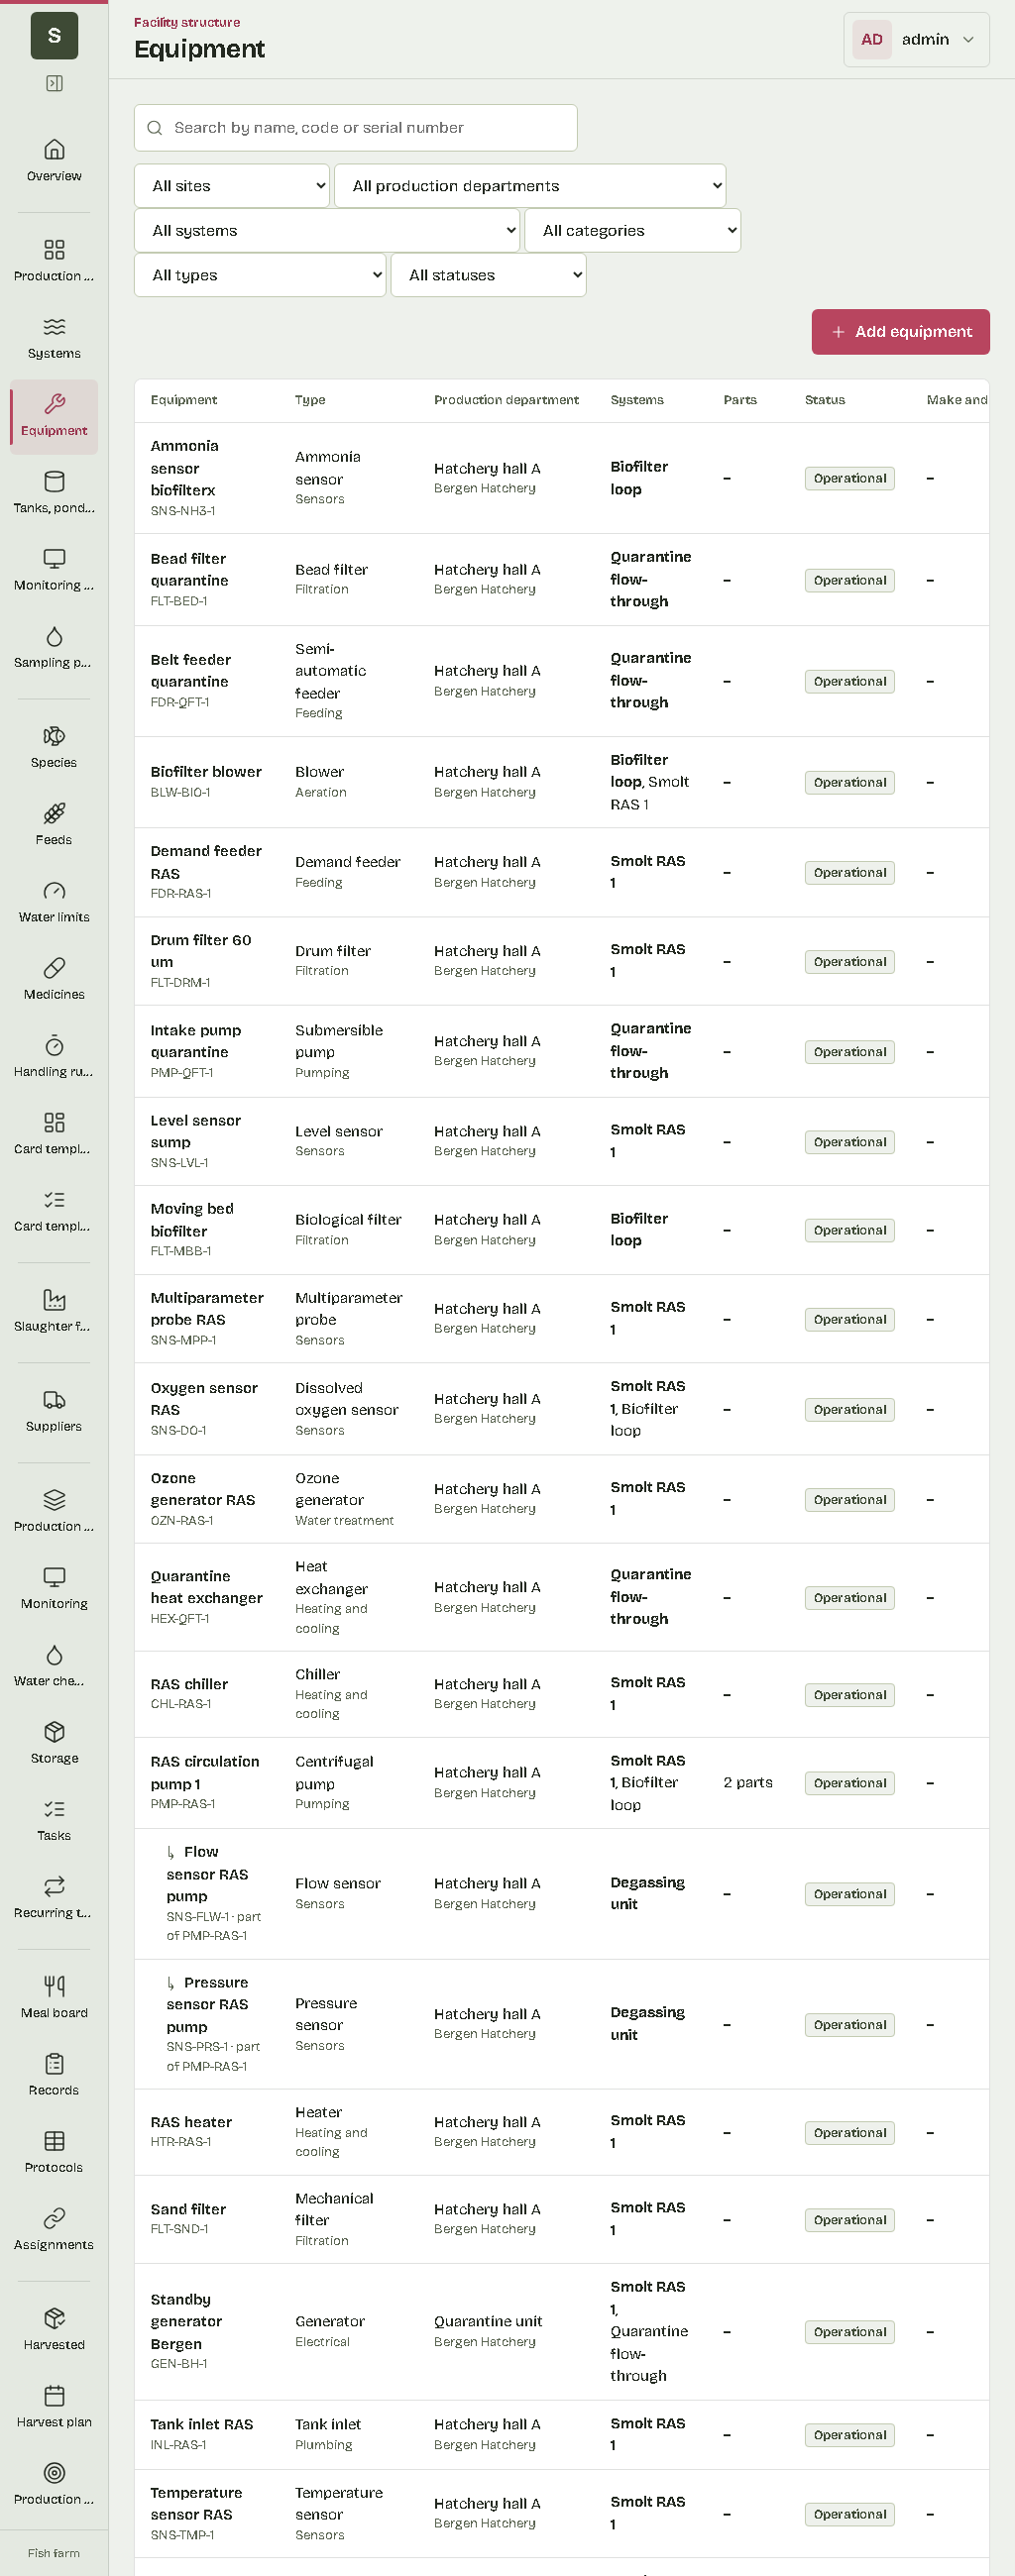 S
Facility structure
Equipment
AD admin
Search by name, code or serial number
All sites All production departments
All systems All categories
All types All statuses
Add equipment
Overview
Production ...
Systems
Equipment
Tanks, pond...
Monitoring ...
Sampling p...
Species
Feeds
Water limits
Medicines
Handling ru...
Card templ...
Card templ...
Slaughter f...
Suppliers
Production ...
Monitoring
Water che...
Storage
Tasks
Recurring t...
Meal board
Records
Protocols
Assignments
Harvested
Harvest plan
Production ...
Fish farm
Equipment Type Production department Systems Parts Status Make and
Ammonia
sensor
biofilterx
SNS-NH3-1
Ammonia
sensor
Sensors
Hatchery hall A
Bergen Hatchery
Biofilter
loop
–
Operational
–
Bead filter
quarantine
FLT-BED-1
Bead filter
Filtration
Hatchery hall A
Bergen Hatchery
Quarantine
flow-
through
–
Operational
–
Belt feeder
quarantine
FDR-QFT-1
Semi-
automatic
feeder
Feeding
Hatchery hall A
Bergen Hatchery
Quarantine
flow-
through
–
Operational
–
Biofilter blower
BLW-BIO-1
Blower
Aeration
Hatchery hall A
Bergen Hatchery
Biofilter
loop, Smolt
RAS 1
–
Operational
–
Demand feeder
RAS
FDR-RAS-1
Demand feeder
Feeding
Hatchery hall A
Bergen Hatchery
Smolt RAS
1
–
Operational
–
Drum filter 60
um
FLT-DRM-1
Drum filter
Filtration
Hatchery hall A
Bergen Hatchery
Smolt RAS
1
–
Operational
–
Intake pump
quarantine
PMP-QFT-1
Submersible
pump
Pumping
Hatchery hall A
Bergen Hatchery
Quarantine
flow-
through
–
Operational
–
Level sensor
sump
SNS-LVL-1
Level sensor
Sensors
Hatchery hall A
Bergen Hatchery
Smolt RAS
1
–
Operational
–
Moving bed
biofilter
FLT-MBB-1
Biological filter
Filtration
Hatchery hall A
Bergen Hatchery
Biofilter
loop
–
Operational
–
Multiparameter
probe RAS
SNS-MPP-1
Multiparameter
probe
Sensors
Hatchery hall A
Bergen Hatchery
Smolt RAS
1
–
Operational
–
Oxygen sensor
RAS
SNS-DO-1
Dissolved
oxygen sensor
Sensors
Hatchery hall A
Bergen Hatchery
Smolt RAS
1, Biofilter
loop
–
Operational
–
Ozone
generator RAS
OZN-RAS-1
Ozone
generator
Water treatment
Hatchery hall A
Bergen Hatchery
Smolt RAS
1
–
Operational
–
Quarantine
heat exchanger
HEX-QFT-1
Heat
exchanger
Heating and
cooling
Hatchery hall A
Bergen Hatchery
Quarantine
flow-
through
–
Operational
–
RAS chiller
CHL-RAS-1
Chiller
Heating and
cooling
Hatchery hall A
Bergen Hatchery
Smolt RAS
1
–
Operational
–
RAS circulation
pump 1
PMP-RAS-1
Centrifugal
pump
Pumping
Hatchery hall A
Bergen Hatchery
Smolt RAS
1, Biofilter
loop
2 parts
Operational
–
↳ Flow
sensor RAS
pump
SNS-FLW-1 · part
of PMP-RAS-1
Flow sensor
Sensors
Hatchery hall A
Bergen Hatchery
Degassing
unit
–
Operational
–
↳ Pressure
sensor RAS
pump
SNS-PRS-1 · part
of PMP-RAS-1
Pressure
sensor
Sensors
Hatchery hall A
Bergen Hatchery
Degassing
unit
–
Operational
–
RAS heater
HTR-RAS-1
Heater
Heating and
cooling
Hatchery hall A
Bergen Hatchery
Smolt RAS
1
–
Operational
–
Sand filter
FLT-SND-1
Mechanical
filter
Filtration
Hatchery hall A
Bergen Hatchery
Smolt RAS
1
–
Operational
–
Standby
generator
Bergen
GEN-BH-1
Generator
Electrical
Quarantine unit
Bergen Hatchery
Smolt RAS
1,
Quarantine
flow-
through
–
Operational
–
Tank inlet RAS
INL-RAS-1
Tank inlet
Plumbing
Hatchery hall A
Bergen Hatchery
Smolt RAS
1
–
Operational
–
Temperature
sensor RAS
SNS-TMP-1
Temperature
sensor
Sensors
Hatchery hall A
Bergen Hatchery
Smolt RAS
1
–
Operational
–